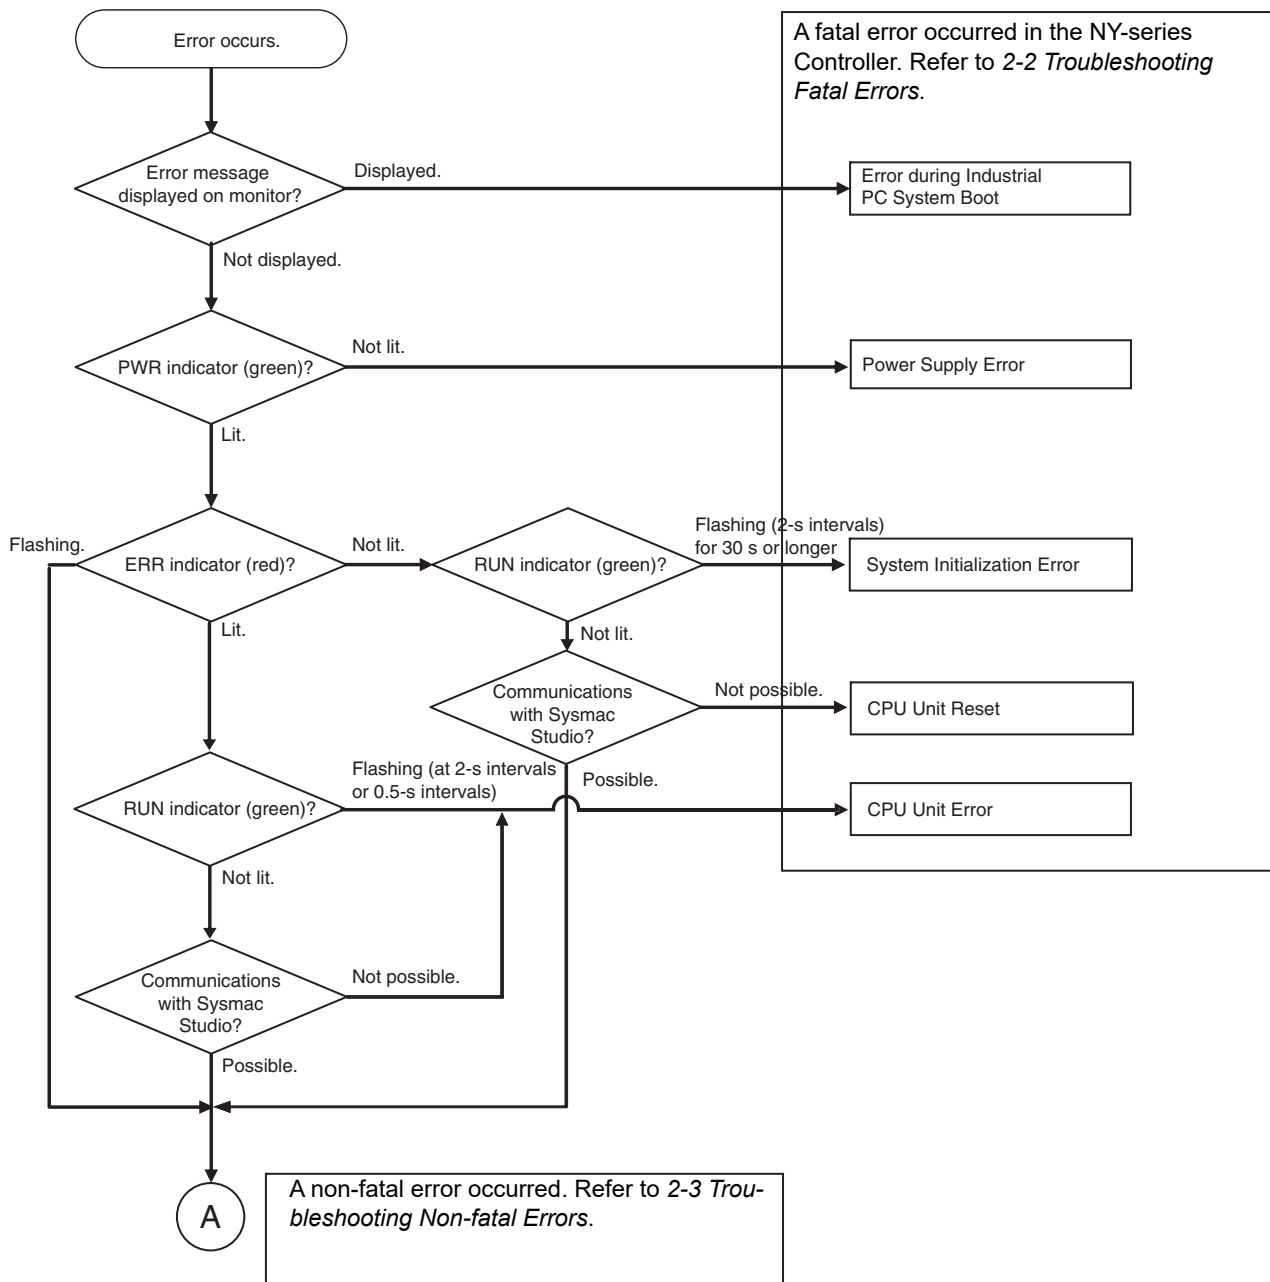 Error occurs.
A fatal error occurred in the NY-series
Controller. Refer to 2-2 Troubleshooting
Fatal Errors.
Error message
displayed on monitor?
Displayed.
Error during Industrial
PC System Boot
Not displayed.
PWR indicator (green)?
Not lit.
Power Supply Error
Lit.
Flashing.
ERR indicator (red)?
Not lit.
RUN indicator (green)?
Flashing (2-s intervals)
for 30 s or longer
System Initialization Error
Lit.
Not lit.
Communications
with Sysmac
Studio?
Not possible.
CPU Unit Reset
Possible.
RUN indicator (green)?
Flashing (at 2-s intervals
or 0.5-s intervals)
CPU Unit Error
Not lit.
Communications
with Sysmac
Studio?
Not possible.
Possible.
A
A non-fatal error occurred. Refer to 2-3 Trou-
bleshooting Non-fatal Errors.